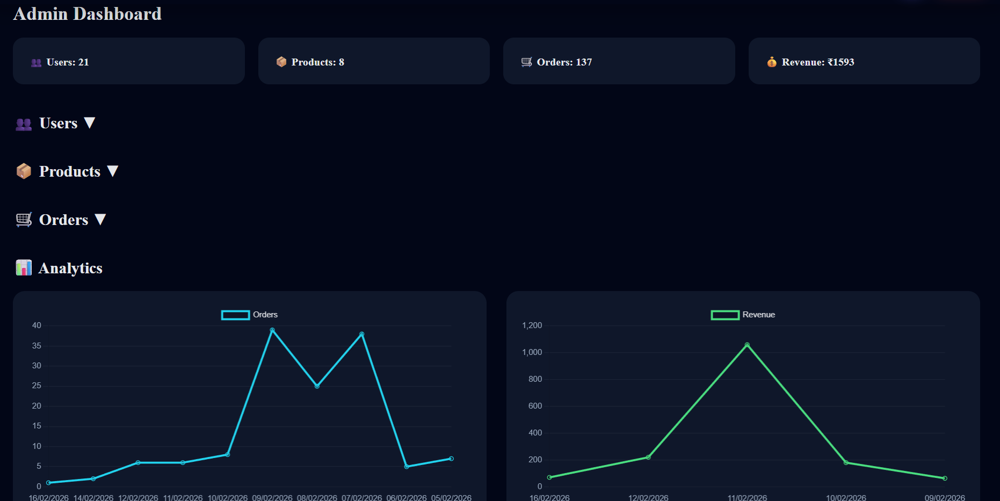 Admin Dashboard
Users: 21
Products: 8
Orders: 137
Revenue: ₹1593
Users ▼
Products ▼
Orders ▼
Analytics
Orders
40
35
30
25
20
15
10
5
0
16/02/2026 14/02/2026 12/02/2026 11/02/2026 10/02/2026 09/02/2026 08/02/2026 07/02/2026 06/02/2026 05/02/2026
Revenue
1,200
1,000
800
600
400
200
0
16/02/2026 12/02/2026 11/02/2026 10/02/2026 09/02/2026